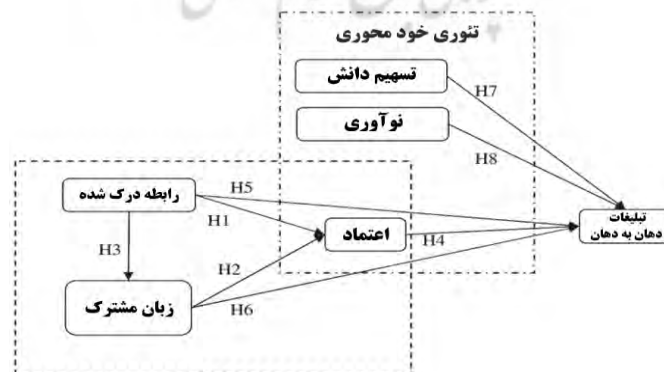 تئوری خود محوری
تسهیم دانش
H7
نوآوری
H8
رابطه درک شده
H5
H1
اعتماد
تبلیغات
دهان به دهان
H4
H3
H2
زبان مشترک
H6